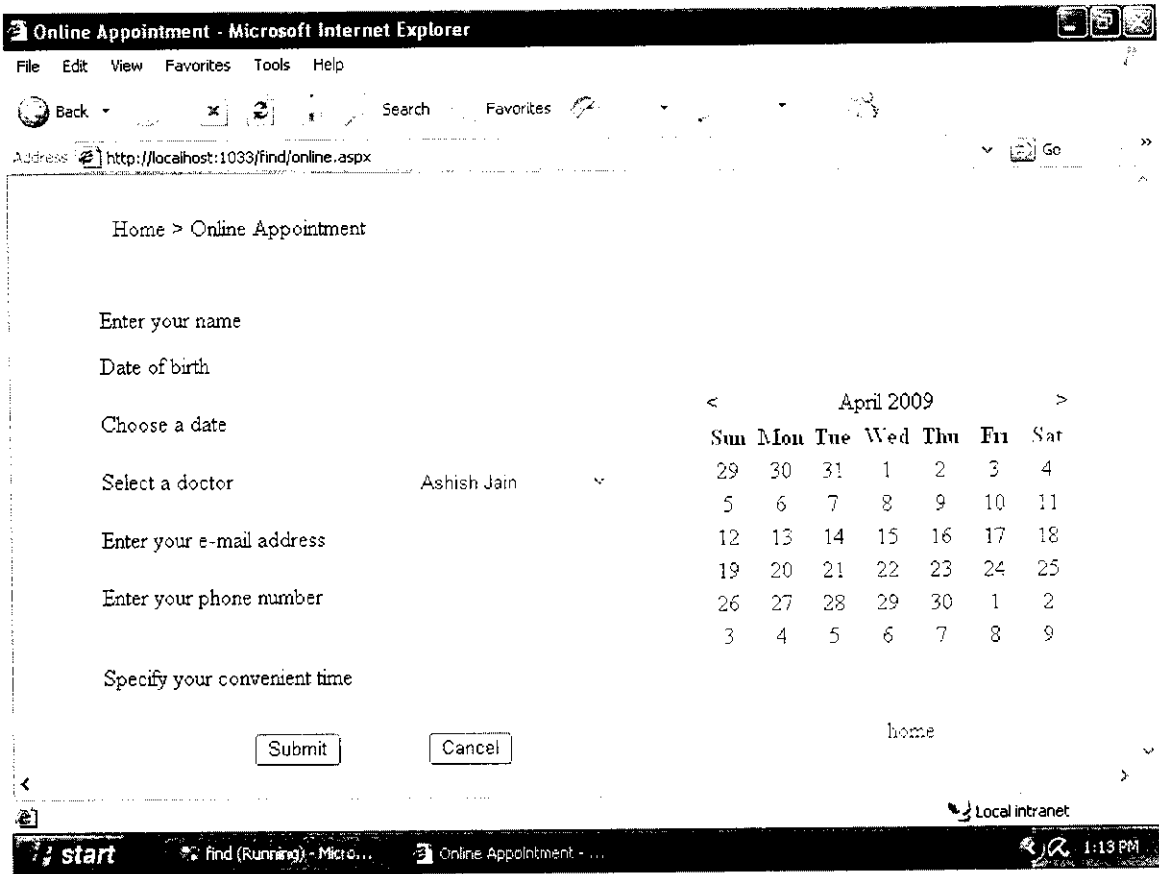 Online Appointment - Microsoft Internet Explorer
File Edit View Favorites Tools Help
Back Search Favorites
Address http://localhost:1033/find/online.aspx Go »
Home > Online Appointment
Enter your name
Date of birth
Choose a date
Select a doctor Ashish Jain
Enter your e-mail address
Enter your phone number
Specify your convenient time
Submit Cancel
< April 2009 >
Sun Mon Tue Wed Thu Fri Sat
29 30 31 1 2 3 4
5 6 7 8 9 10 11
12 13 14 15 16 17 18
19 20 21 22 23 24 25
26 27 28 29 30 1 2
3 4 5 6 7 8 9
home
Local intranet
start find (Running) - Micro... Online Appointment - ... 1:13 PM